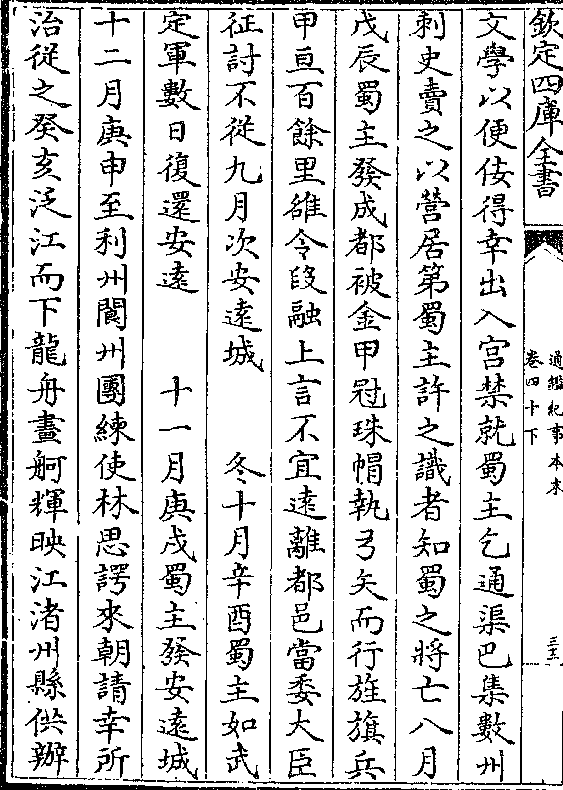 欽定四庫全書
通鑑紀事本末
卷四十下
三十二
文學以便佞得幸出入宫禁就蜀主乞通渠巴集數州
刺史賣之以營居第蜀主許之識者知蜀之將亡八月
戊辰蜀主發成都被金甲冠珠帽執弓矢而行旌旗兵
甲亘百餘里雒令段融上言不宜遠離都邑當委大臣
征討不從九月次安遠城　冬十月辛酉蜀主如武
定軍數日復還安遠　十一月庚戌蜀主發安遠城
十二月庚申至利州閬州團練使林思諤來朝請幸所
治從之癸亥泛江而下龍舟畫舸輝映江渚州縣供辦